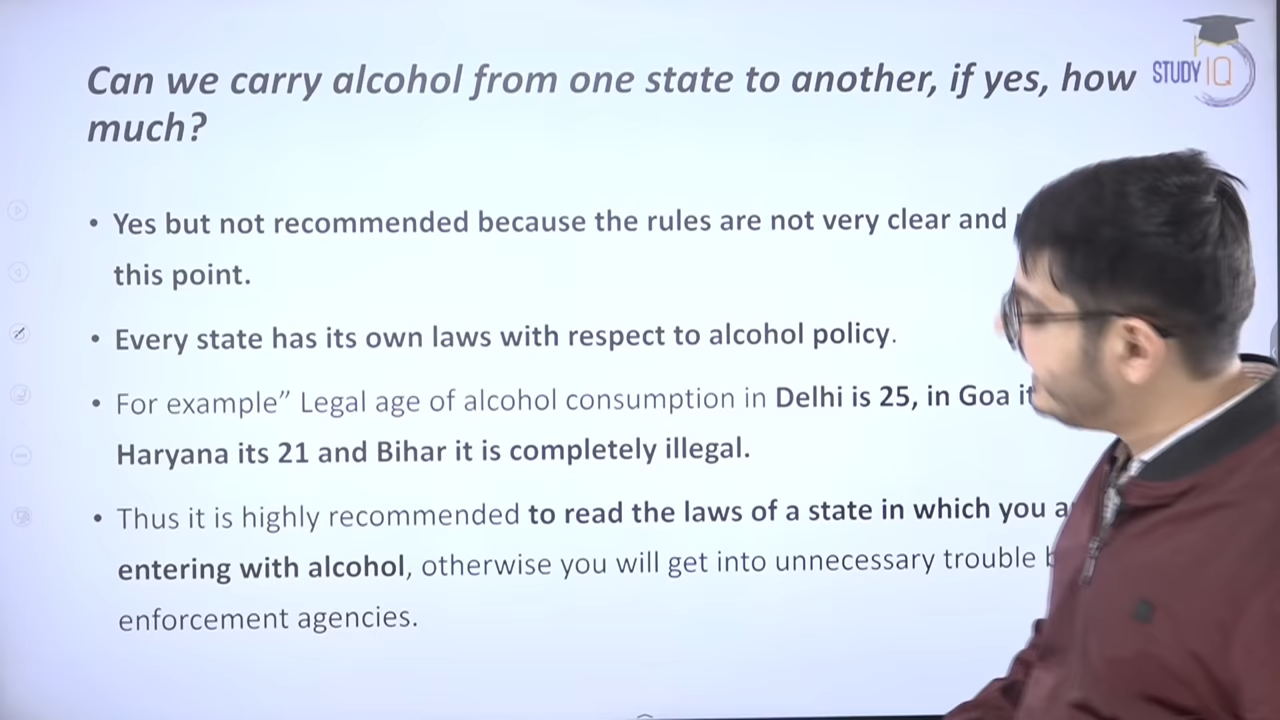 Can we carry alcohol from one state to another, if yes, how
much?
STUDY IQ
• Yes but not recommended because the rules are not very clear and
this point.
• Every state has its own laws with respect to alcohol policy.
• For example” Legal age of alcohol consumption in Delhi is 25, in Goa it
Haryana its 21 and Bihar it is completely illegal.
• Thus it is highly recommended to read the laws of a state in which you
entering with alcohol, otherwise you will get into unnecessary trouble
enforcement agencies.